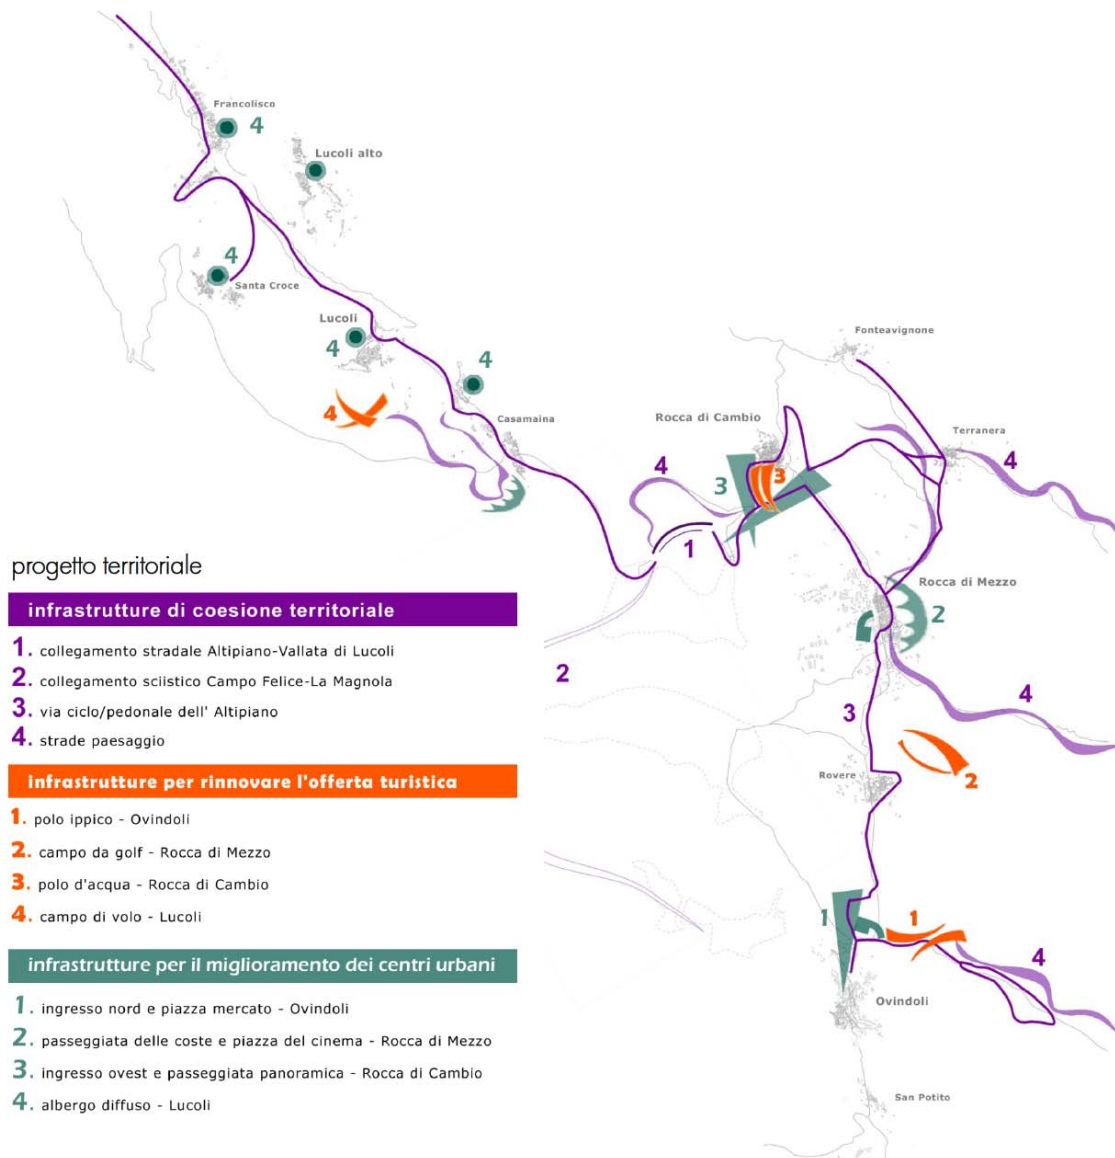 Francolisco
4
Lucoli alto
4
Santa Croce
Lucoli
4
4
Fonteavignone
4
Casamaina
Rocca di Cambio
Terranera
4
3
3
4
1
progetto territoriale
Rocca di Mezzo
infrastrutture di coesione territoriale
2
1. collegamento stradale Altipiano-Vallata di Lucoli
2. collegamento sciistico Campo Felice-La Magnola
3. via ciclo/pedonale dell' Altipiano
4. strade paesaggio
2
4
3
infrastrutture per rinnovare l'offerta turistica
Rovere
2
1. polo ippico - Ovindoli
2. campo da golf - Rocca di Mezzo
3. polo d'acqua - Rocca di Cambio
4. campo di volo - Lucoli
1
1
4
infrastrutture per il miglioramento dei centri urbani
Ovindoli
1. ingresso nord e piazza mercato - Ovindoli
2. passeggiata delle coste e piazza del cinema - Rocca di Mezzo
3. ingresso ovest e passeggiata panoramica - Rocca di Cambio
4. albergo diffuso - Lucoli
San Potito